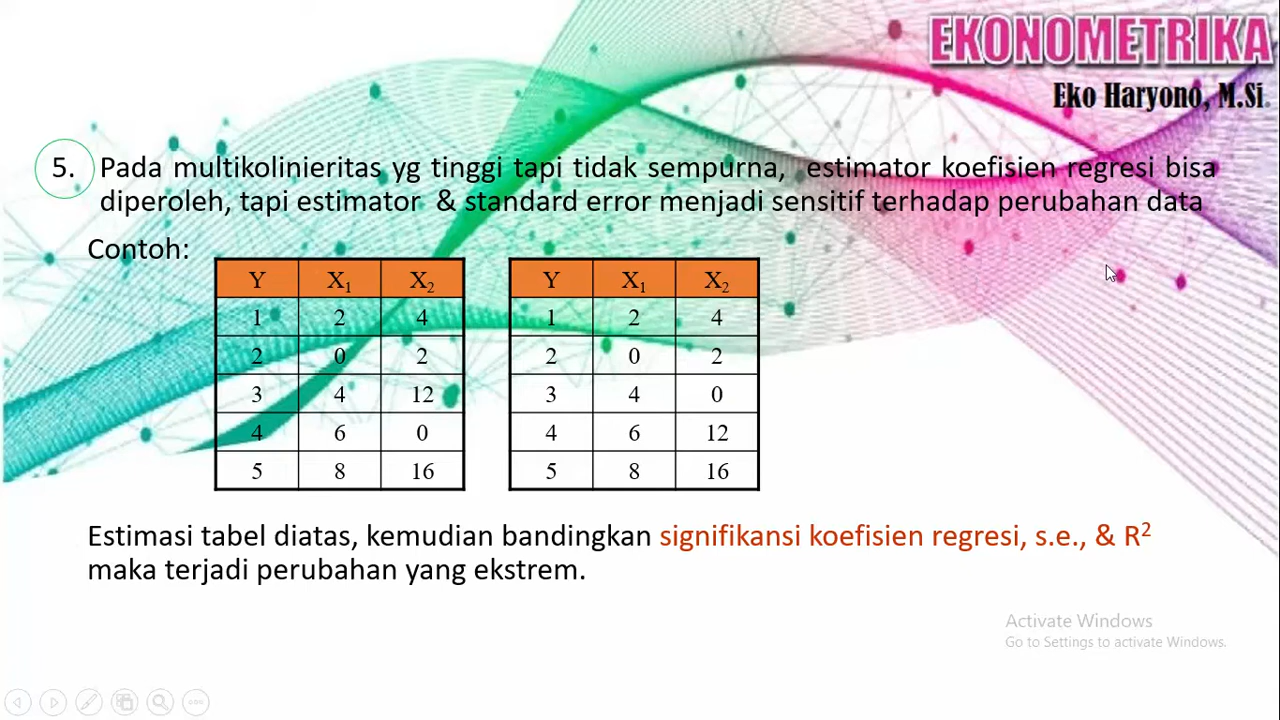 EKONOMETRIKA
Eko Haryono, M.Si.
5. Pada multikolinieritas yg tinggi tapi tidak sempurna, estimator koefisien regresi bisa
diperoleh, tapi estimator & standard error menjadi sensitif terhadap perubahan data
Contoh:
Y X1 X2
1 2 4
2 0 2
3 4 12
4 6 0
5 8 16
Y X1 X2
1 2 4
2 0 2
3 4 0
4 6 12
5 8 16
Estimasi tabel diatas, kemudian bandingkan signifikansi koefisien regresi, s.e., & R²
maka terjadi perubahan yang ekstrem.
Activate Windows
Go to Settings to activate Windows.